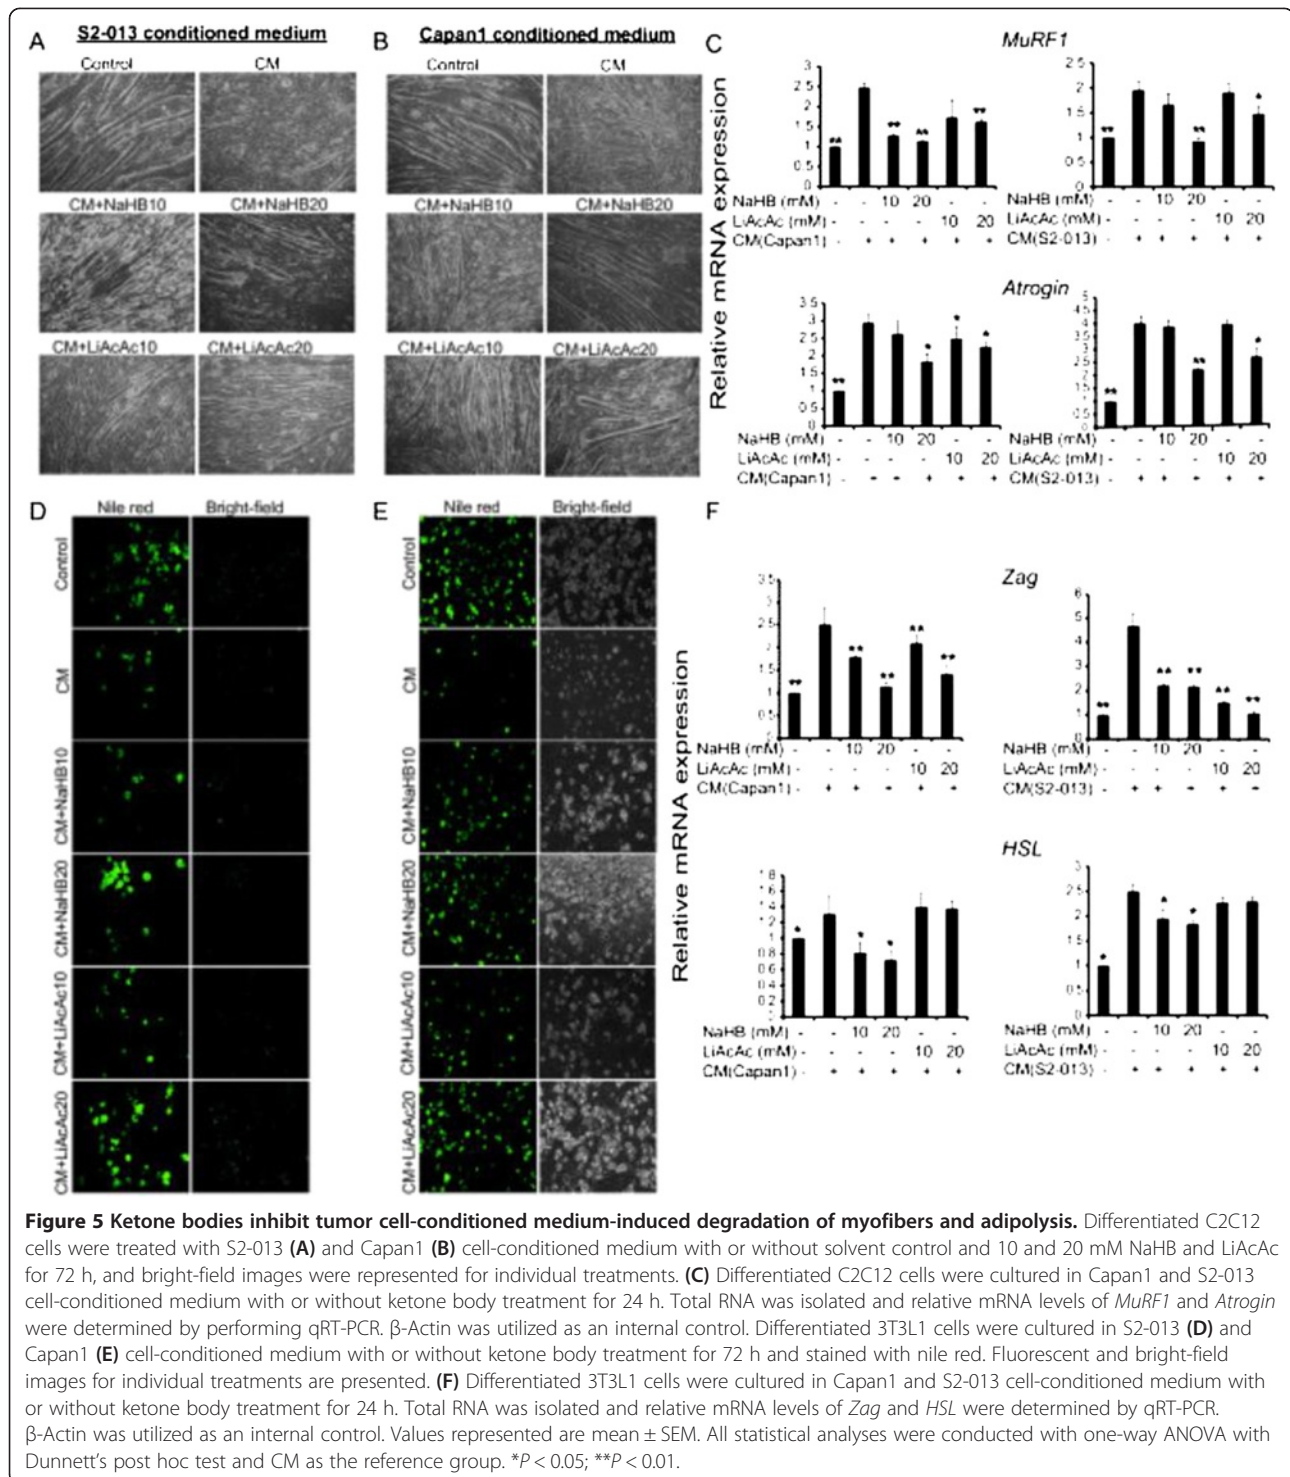 A
S2-013 conditioned medium
Control
CM
CM+NaHB10
CM+NaHB20
CM+LiAcAc10
CM+LiAcAc20
B
Capan1 conditioned medium
Control
CM
CM+NaHB10
CM+NaHB20
CM+LiAcAc10
CM+LiAcAc20
C
Relative mRNA expression
MuRF1
NaHB (mM) - - 10 20 - -
LiAcAc (mM) - - - - 10 20
CM(Capan1) - + + + + +
NaHB (mM) - - 10 20 - -
LiAcAc (mM) - - - - 10 20
CM(S2-013) - + + + + +
Atrogin
NaHB (mM) - - 10 20 - -
LiAcAc (mM) - - - - 10 20
CM(Capan1) - + + + + +
NaHB (mM) - - 10 20 - -
LiAcAc (mM) - - - - 10 20
CM(S2-013) - + + + + +
D
Nile red
Bright-field
Control
CM
CM+NaHB10
CM+NaHB20
CM+LiAcAc10
CM+LiAcAc20
E
Nile red
Bright-field
Control
CM
CM+NaHB10
CM+NaHB20
CM+LiAcAc10
CM+LiAcAc20
F
Relative mRNA expression
Zag
NaHB (mM) - - 10 20 - -
LiAcAc (mM) - - - - 10 20
CM(Capan1) - + + + + +
NaHB (mM) - - 10 20 - -
LiAcAc (mM) - - - - 10 20
CM(S2-013) - + + + + +
HSL
NaHB (mM) - - 10 20 - -
LiAcAc (mM) - - - - 10 20
CM(Capan1) - + + + + +
NaHB (mM) - - 10 20 - -
LiAcAc (mM) - - - - 10 20
CM(S2-013) - + + + + +
Figure 5 Ketone bodies inhibit tumor cell-conditioned medium-induced degradation of myofibers and adipolysis. Differentiated C2C12
cells were treated with S2-013 (A) and Capan1 (B) cell-conditioned medium with or without solvent control and 10 and 20 mM NaHB and LiAcAc
for 72 h, and bright-field images were represented for individual treatments. (C) Differentiated C2C12 cells were cultured in Capan1 and S2-013
cell-conditioned medium with or without ketone body treatment for 24 h. Total RNA was isolated and relative mRNA levels of MuRF1 and Atrogin
were determined by performing qRT-PCR. β-Actin was utilized as an internal control. Differentiated 3T3L1 cells were cultured in S2-013 (D) and
Capan1 (E) cell-conditioned medium with or without ketone body treatment for 72 h and stained with nile red. Fluorescent and bright-field
images for individual treatments are presented. (F) Differentiated 3T3L1 cells were cultured in Capan1 and S2-013 cell-conditioned medium with
or without ketone body treatment for 24 h. Total RNA was isolated and relative mRNA levels of Zag and HSL were determined by qRT-PCR.
β-Actin was utilized as an internal control. Values represented are mean ± SEM. All statistical analyses were conducted with one-way ANOVA with
Dunnett's post hoc test and CM as the reference group. *P < 0.05; **P < 0.01.